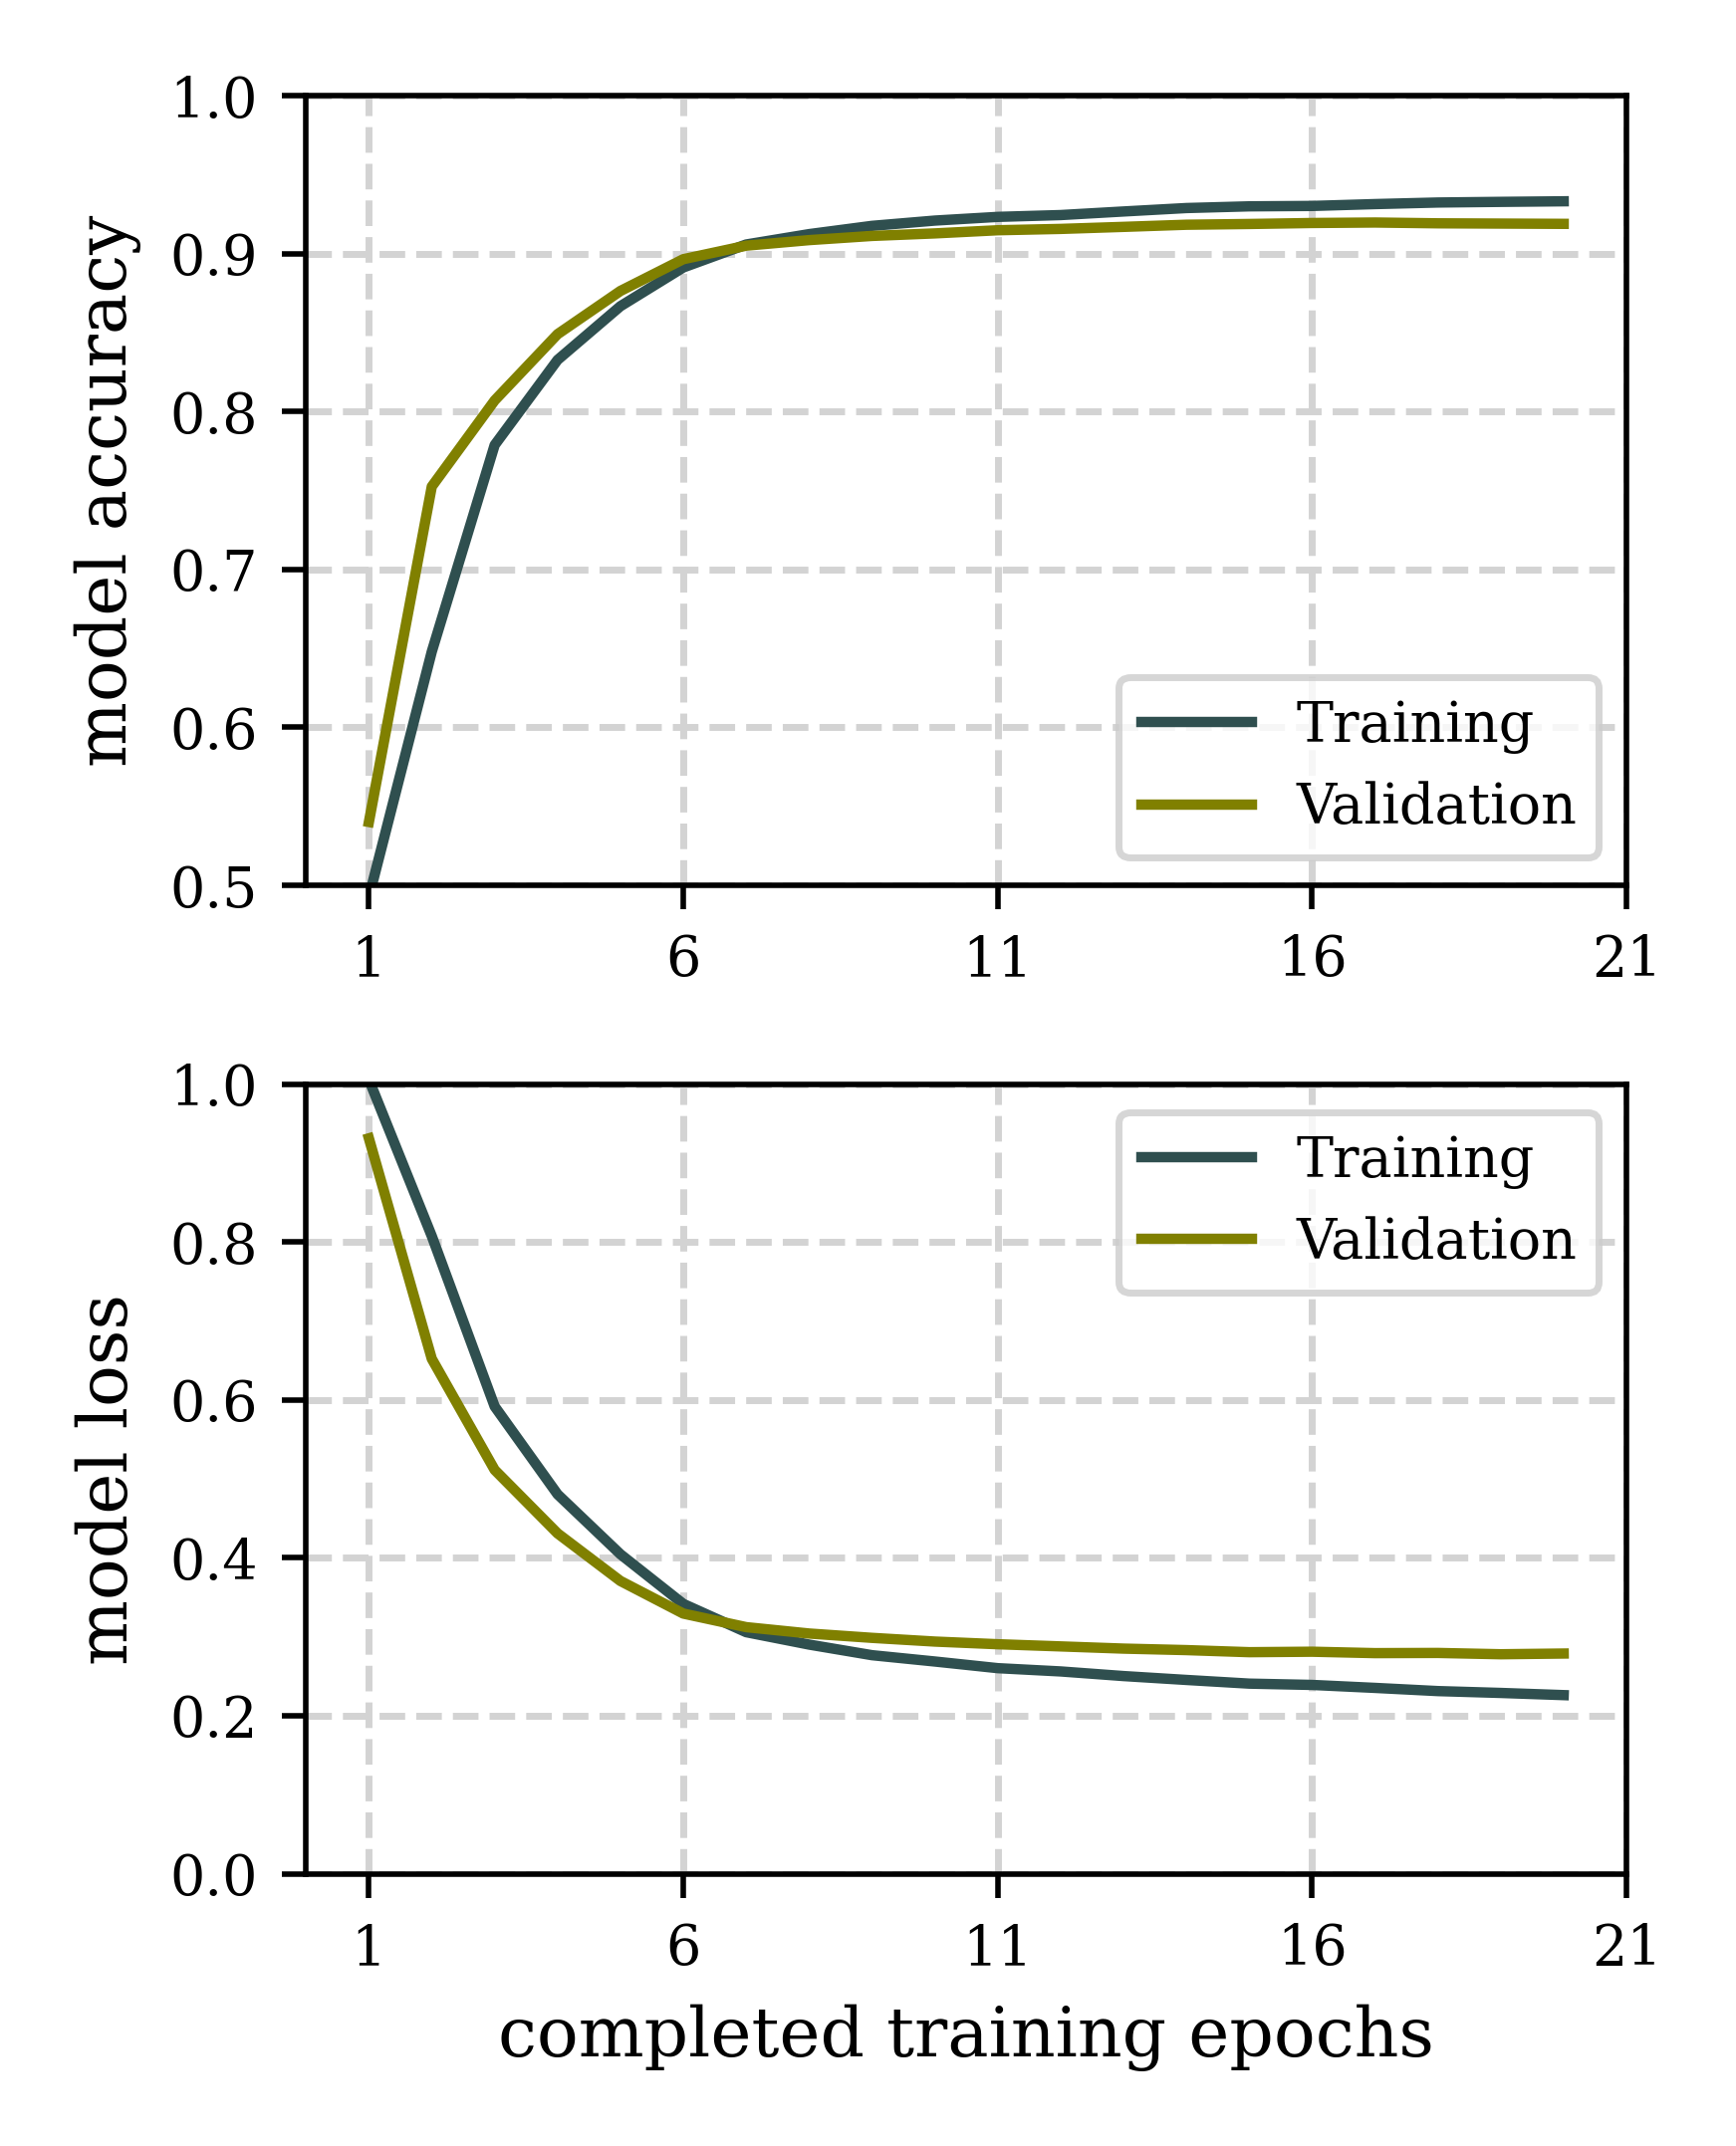 model accuracy
1.0
0.9
0.8
0.7
0.6
0.5
Training
Validation
1 6 11 16 21
model loss
1.0
0.8
0.6
0.4
0.2
0.0
Training
Validation
1 6 11 16 21
completed training epochs